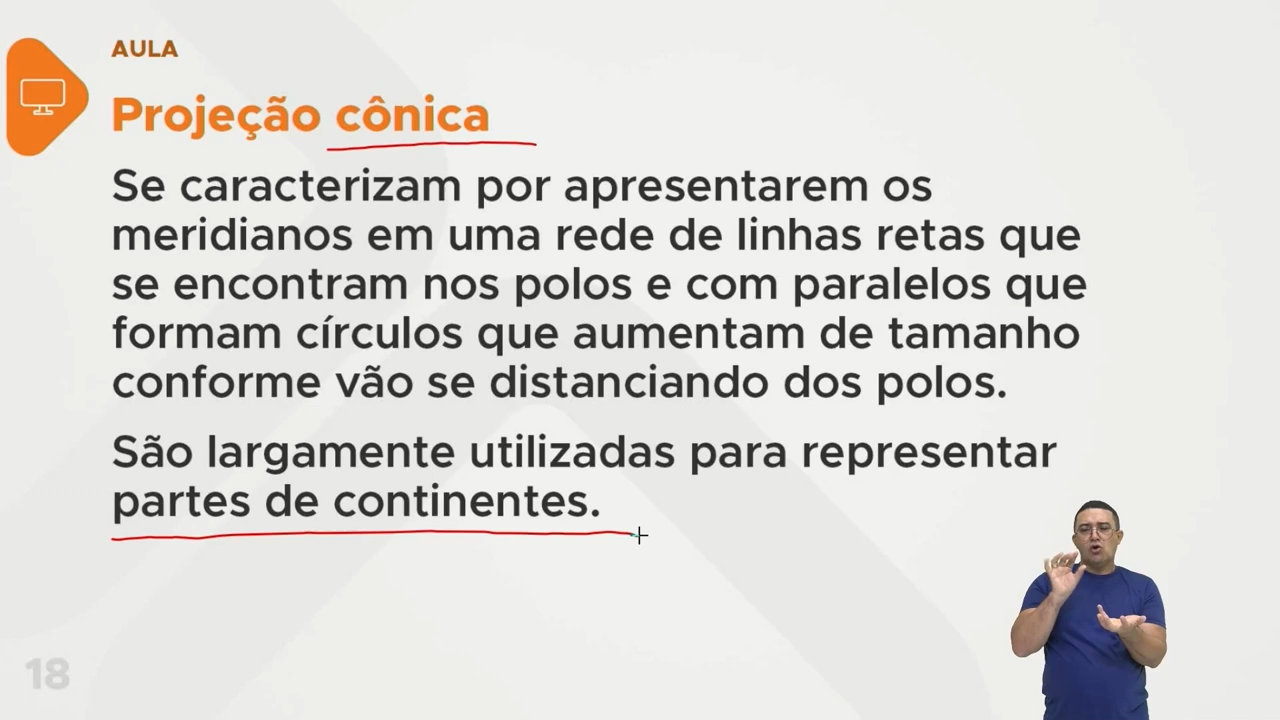 AULA
Projeção cônica
Se caracterizam por apresentarem os
meridianos em uma rede de linhas retas que
se encontram nos polos e com paralelos que
formam círculos que aumentam de tamanho
conforme vão se distanciando dos polos.
São largamente utilizadas para representar
partes de continentes.
18